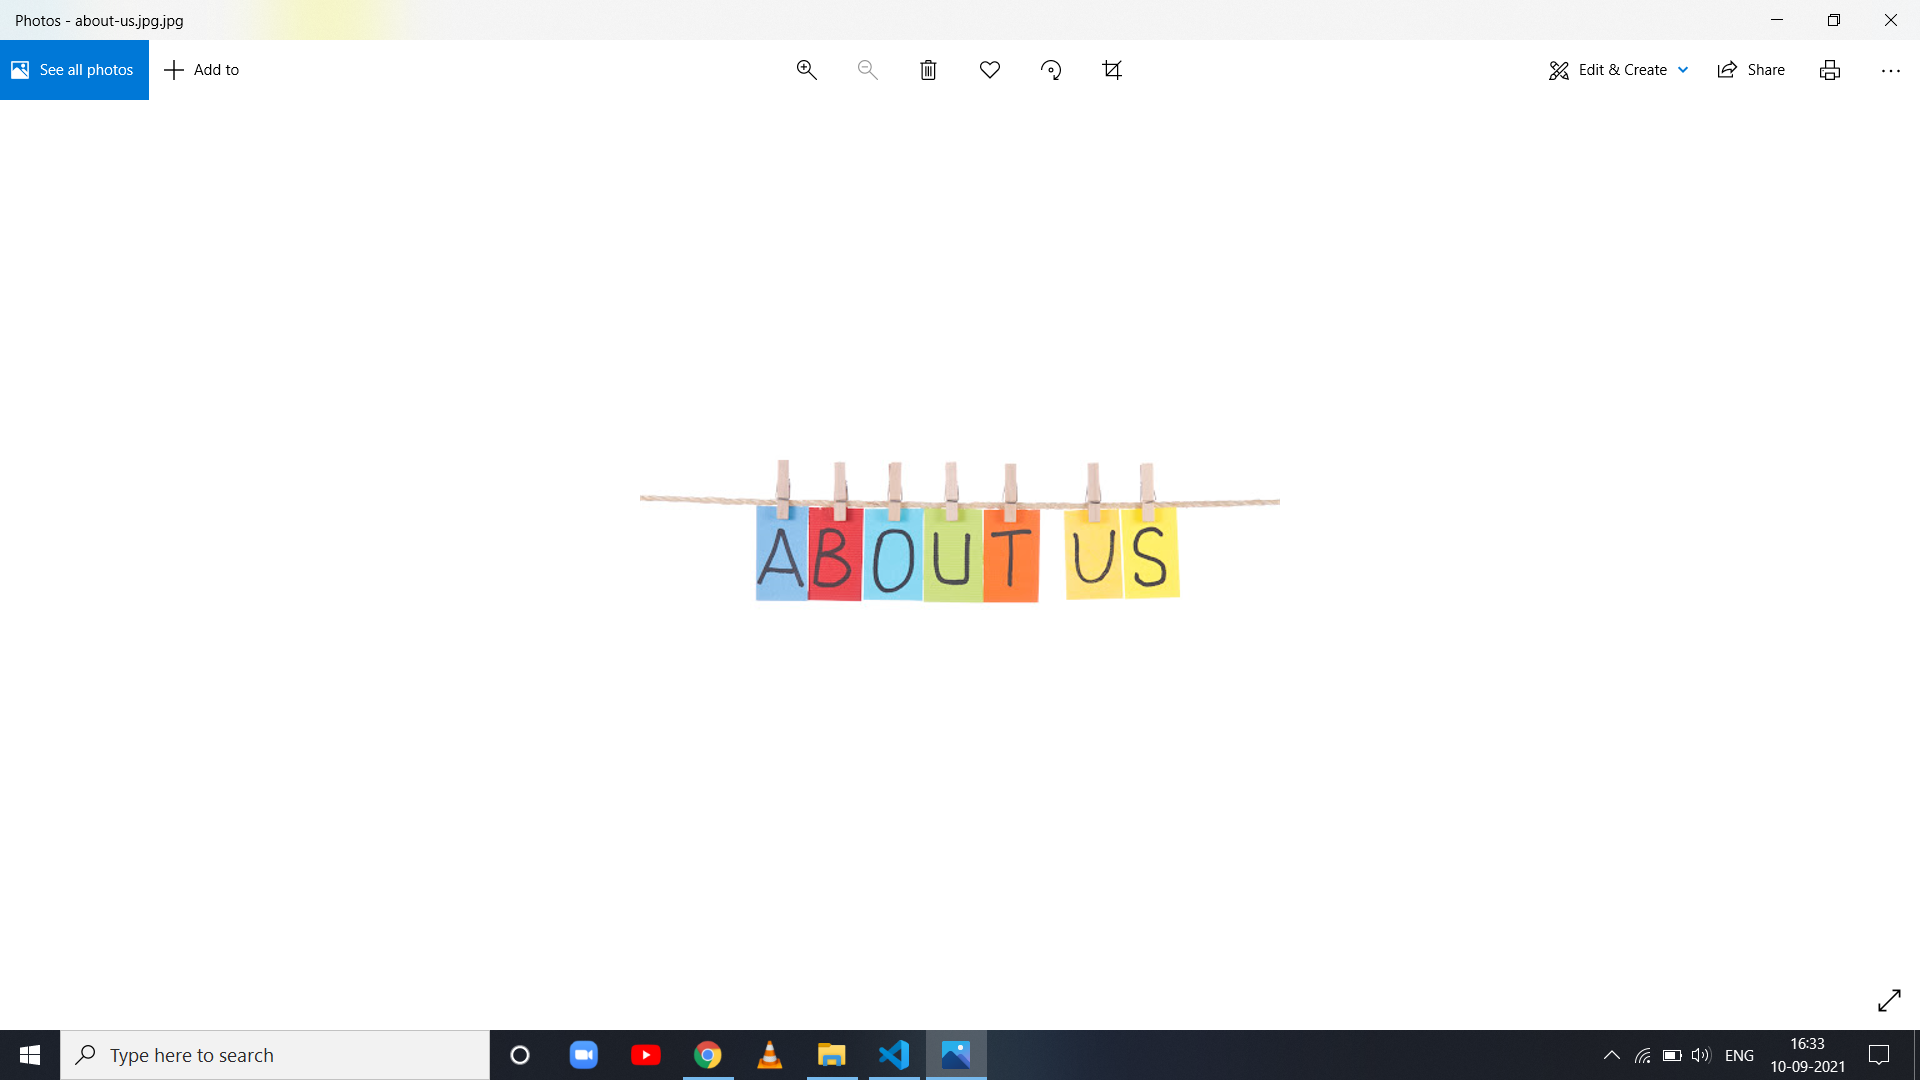 Photos - about-us.jpg.jpg
See all photos
Add to
Edit & Create
Share
ABOUT US
Type here to search
ENG
16:33
10-09-2021